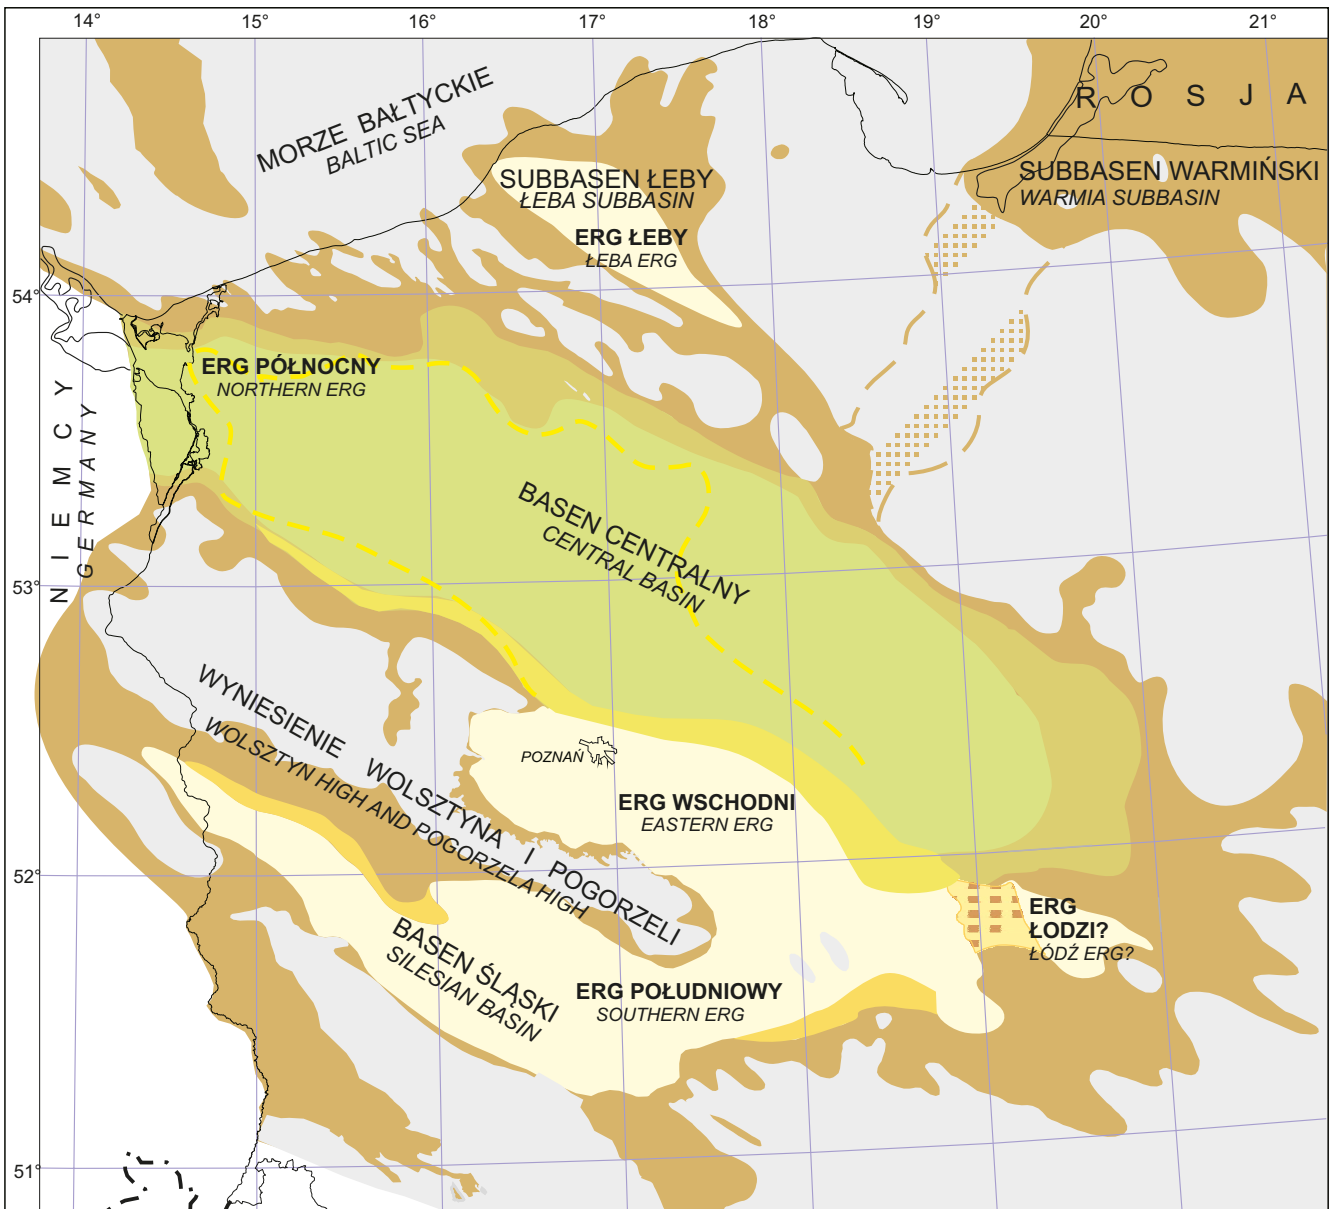 14° 15° 16° 17° 18° 19° 20° 21°
MORZE BAŁTYCKIE
BALTIC SEA
R O S J A
SUBBASEN ŁEBY
ŁEBA SUBBASIN
SUBBASEN WARMIŃSKI
WARMIA SUBBASIN
ERG ŁEBY
ŁEBA ERG
54°
ERG PÓŁNOCNY
NORTHERN ERG
NIEMCY
GERMANY
BASEN CENTRALNY
CENTRAL BASIN
53°
WYNIESIENIE WOLSZTYNA I POGORZELI
WOLSZTYN HIGH AND POGORZELA HIGH
POZNAŃ
ERG WSCHODNI
EASTERN ERG
52°
ERG
ŁODZI?
ŁÓDŹ ERG?
BASEN ŚLĄSKI
SILESIAN BASIN
ERG POŁUDNIOWY
SOUTHERN ERG
51°